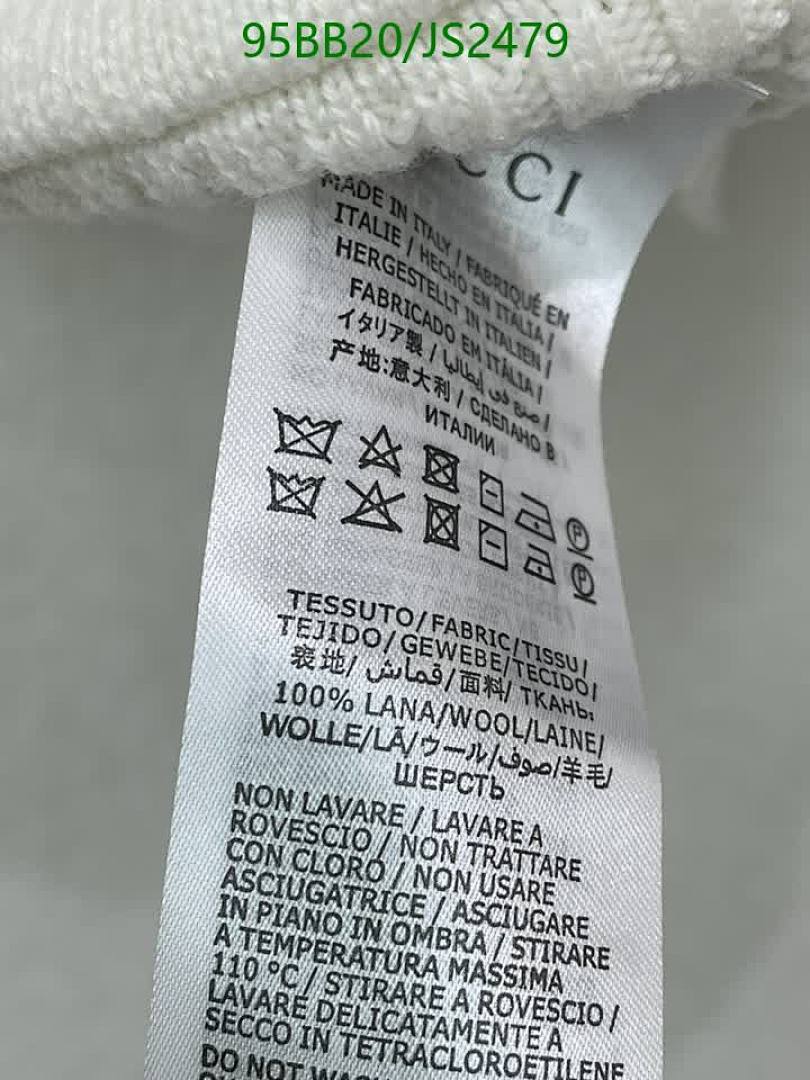 95BB20/JS2479
CCI
MADE IN ITALY / FABRIQUÉ EN
ITALIE / HECHO EN ITALIA /
HERGESTELLT IN ITALIEN /
FABRICADO EM ITÁLIA /
イタリア製 / صنع في إيطاليا /
产地:意大利 / СДЕЛАНО В
ИТАЛИИ
P
P
TESSUTO/FABRIC/TISSU/
TEJIDO/GEWEBE/TECIDO/
表地/ قماش/面料/ ТКАНЬ:
100% LANA/WOOL/LAINE/
WOLLE/LÃ/ウール/صوف/羊毛/
ШЕРСТЬ
NON LAVARE / LAVARE A
ROVESCIO / NON TRATTARE
CON CLORO / NON USARE
ASCIUGATRICE / ASCIUGARE
IN PIANO IN OMBRA / STIRARE
A TEMPERATURA MASSIMA
110 °C / STIRARE A ROVESCIO /
LAVARE DELICATAMENTE A
SECCO IN TETRACLOROETILENE
DO NOT WASH